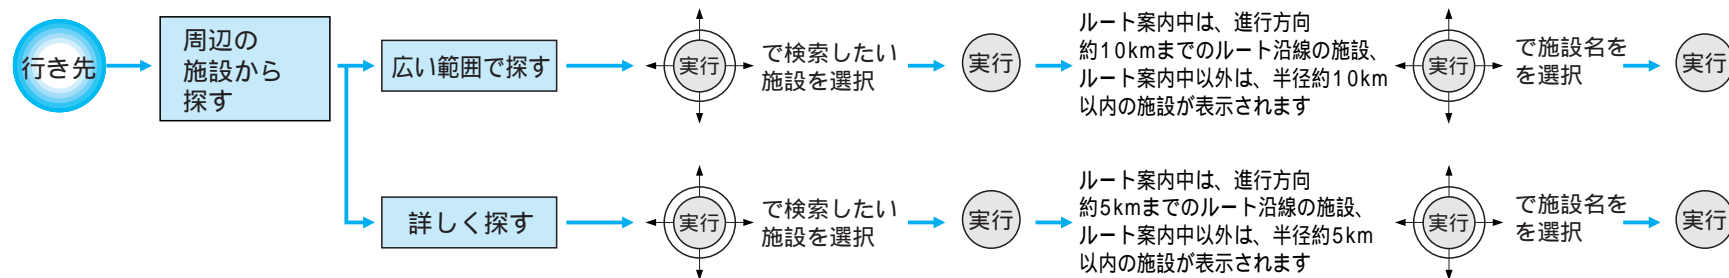 行き先
周辺の
施設から
探す
広い範囲で探す
実行
で検索したい
施設を選択
実行
ルート案内中は、進行方向
約10kmまでのルート沿線の施設、
ルート案内中以外は、半径約10km
以内の施設が表示されます
実行
で施設名を
を選択
実行
詳しく探す
実行
で検索したい
施設を選択
実行
ルート案内中は、進行方向
約5kmまでのルート沿線の施設、
ルート案内中以外は、半径約5km
以内の施設が表示されます
実行
で施設名を
を選択
実行